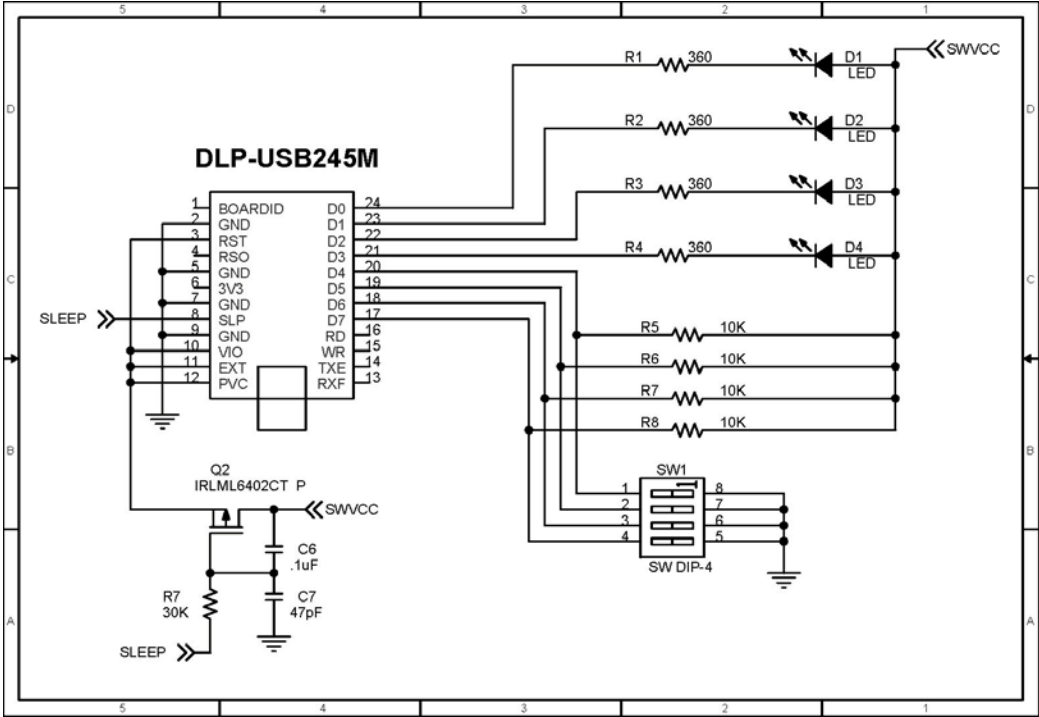 5 4 3 2 1
D D
C C
B B
A A
5 4 3 2 1
SWVCC
R1 360 D1
LED
R2 360 D2
LED
R3 360 D3
LED
R4 360 D4
LED
DLP-USB245M
1 BOARDID D0 24
2 GND D1 23
3 RST D2 22
4 RSO D3 21
5 GND D4 20
6 3V3 D5 19
7 GND D6 18
8 SLP D7 17
9 GND RD 16
10 VIO WR 15
11 EXT TXE 14
12 PVC RXF 13
SLEEP
R5 10K
R6 10K
R7 10K
R8 10K
Q2
IRLML6402CT P
SWVCC
C6
.1uF
R7
30K
C7
47pF
SLEEP
SW1
1
1 8
2 7
3 6
4 5
SW DIP-4